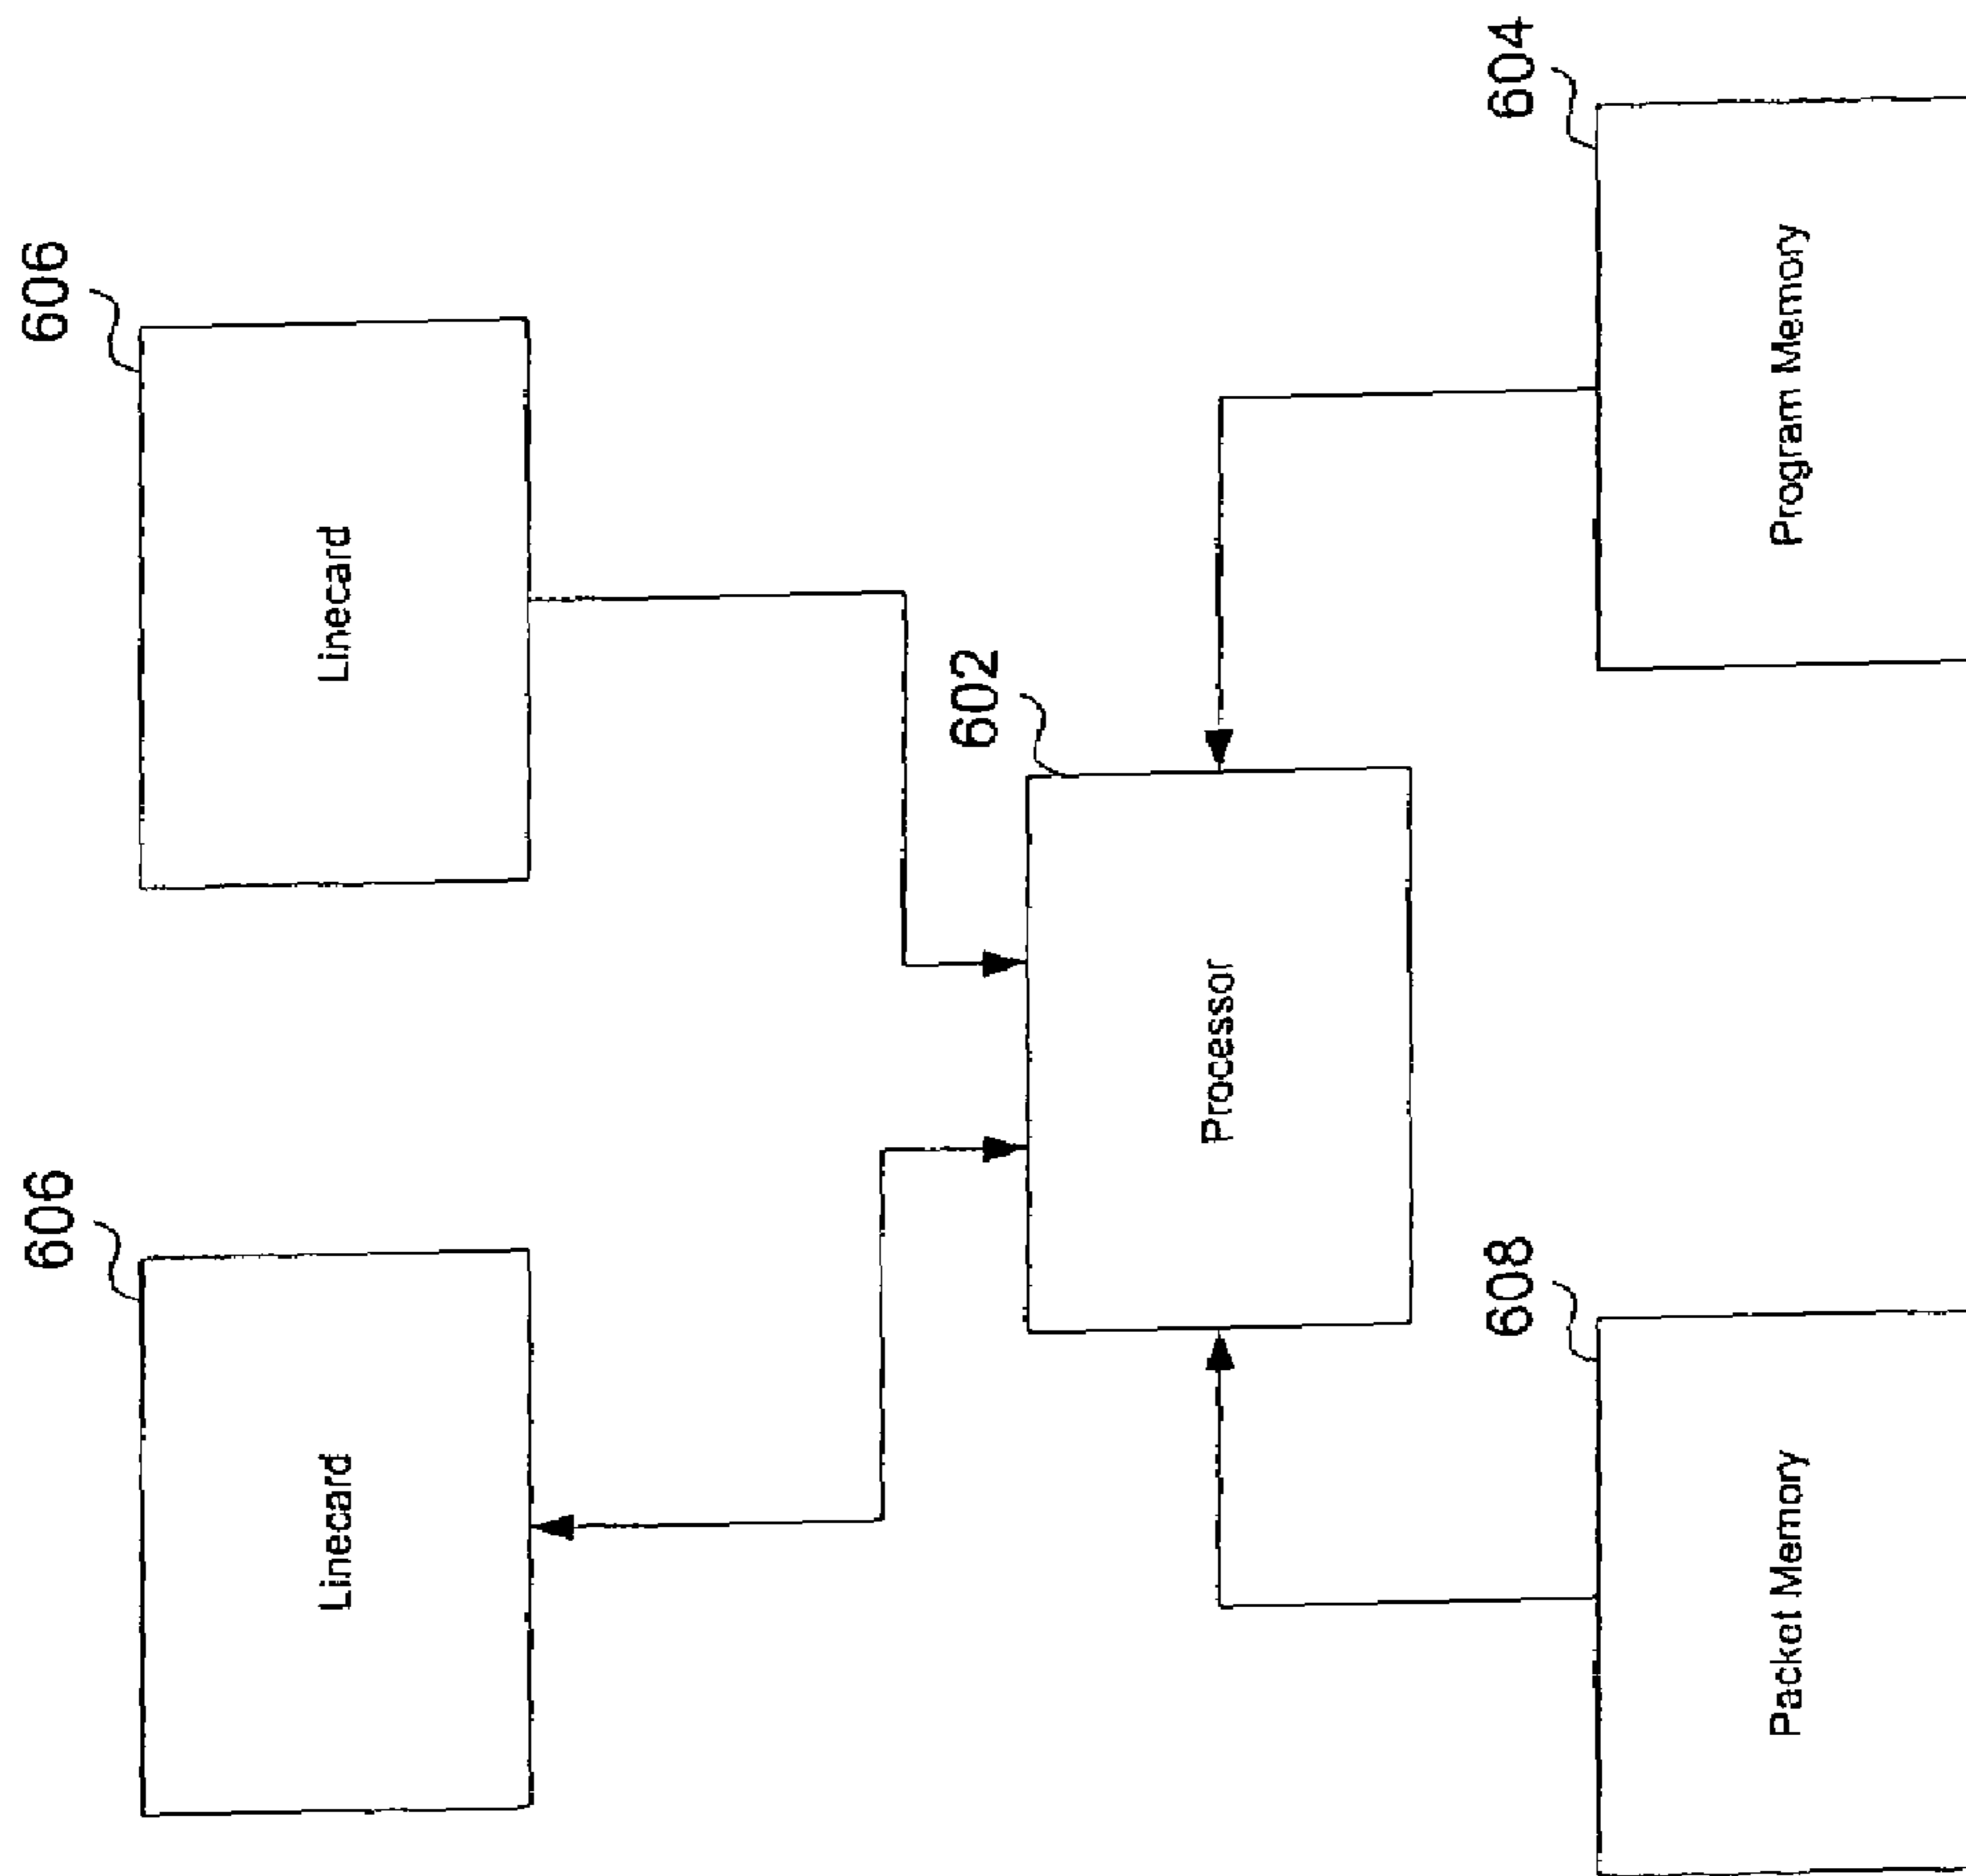 606
Linecard
606
Linecard
602
Processor
608
Packet Memory
604
Program Memory